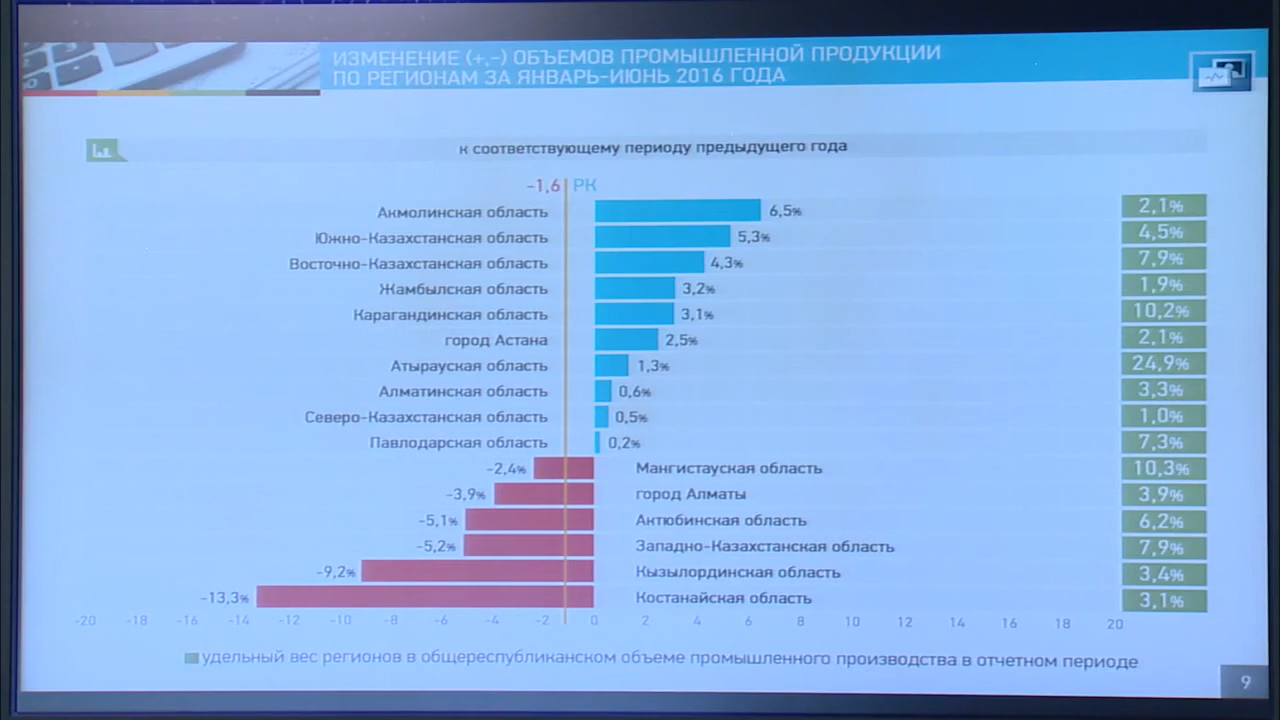 ИЗМЕНЕНИЕ (+,-) ОБЪЕМОВ ПРОМЫШЛЕННОЙ ПРОДУКЦИИ
ПО РЕГИОНАМ ЗА ЯНВАРЬ-ИЮНЬ 2016 ГОДА
к соответствующему периоду предыдущего года
-1,6 РК
Акмолинская область 6,5% 2,1%
Южно-Казахстанская область 5,3% 4,5%
Восточно-Казахстанская область 4,3% 7,9%
Жамбылская область 3,2% 1,9%
Карагандинская область 3,1% 10,2%
город Астана 2,5% 2,1%
Атырауская область 1,3% 24,9%
Алматинская область 0,6% 3,3%
Северо-Казахстанская область 0,5% 1,0%
Павлодарская область 0,2% 7,3%
-2,4% Мангистауская область 10,3%
-3,9% город Алматы 3,9%
-5,1% Актюбинская область 6,2%
-5,2% Западно-Казахстанская область 7,9%
-9,2% Кызылординская область 3,4%
-13,3% Костанайская область 3,1%
-20 -18 -16 -14 -12 -10 -8 -6 -4 -2 0 2 4 6 8 10 12 14 16 18 20
удельный вес регионов в общереспубликанском объеме промышленного производства в отчетном периоде
9